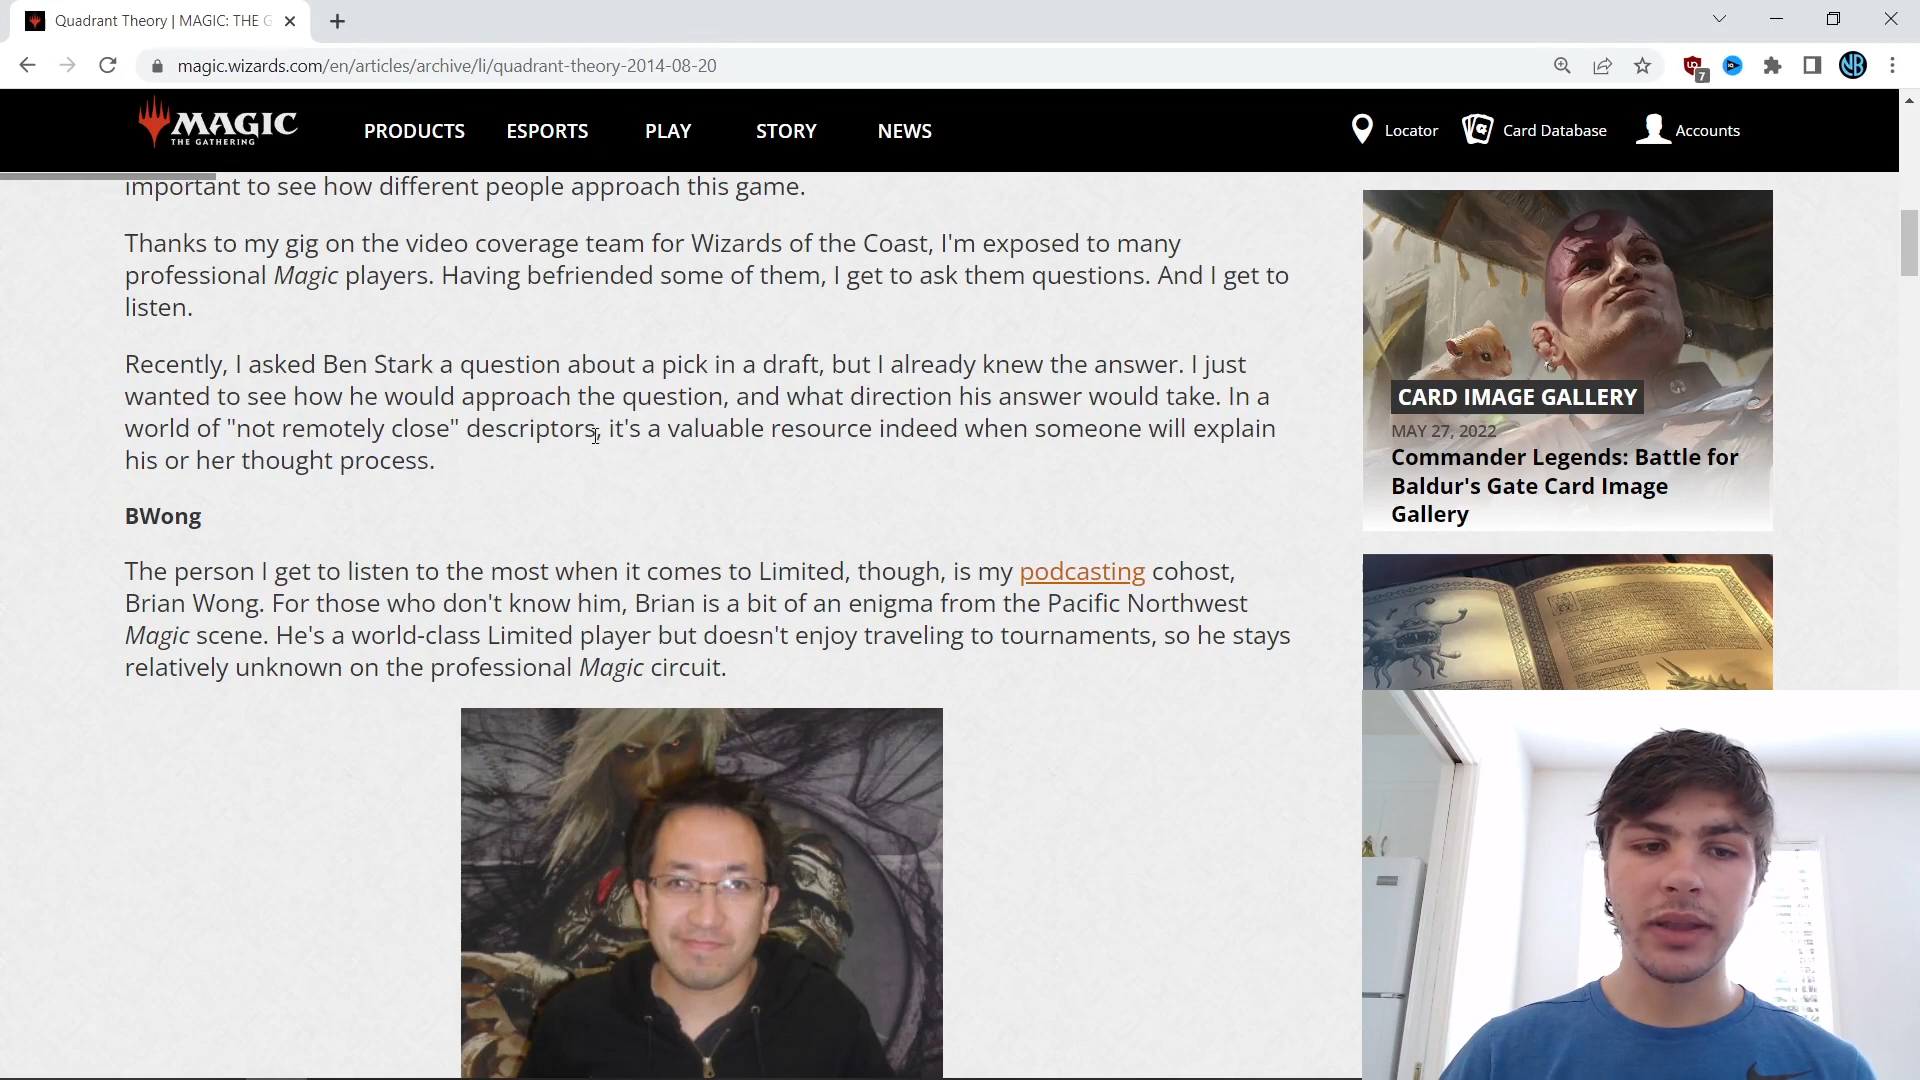 Quadrant Theory | MAGIC: THE G
magic.wizards.com/en/articles/archive/li/quadrant-theory-2014-08-20
7
NB
MAGIC
THE GATHERING
PRODUCTS
ESPORTS
PLAY
STORY
NEWS
Locator
Card Database
Accounts
important to see how different people approach this game.
Thanks to my gig on the video coverage team for Wizards of the Coast, I'm exposed to many
professional Magic players. Having befriended some of them, I get to ask them questions. And I get to
listen.
Recently, I asked Ben Stark a question about a pick in a draft, but I already knew the answer. I just
wanted to see how he would approach the question, and what direction his answer would take. In a
world of "not remotely close" descriptors, it's a valuable resource indeed when someone will explain
his or her thought process.
BWong
The person I get to listen to the most when it comes to Limited, though, is my podcasting cohost,
Brian Wong. For those who don't know him, Brian is a bit of an enigma from the Pacific Northwest
Magic scene. He's a world-class Limited player but doesn't enjoy traveling to tournaments, so he stays
relatively unknown on the professional Magic circuit.
CARD IMAGE GALLERY
MAY 27, 2022
Commander Legends: Battle for
Baldur's Gate Card Image
Gallery